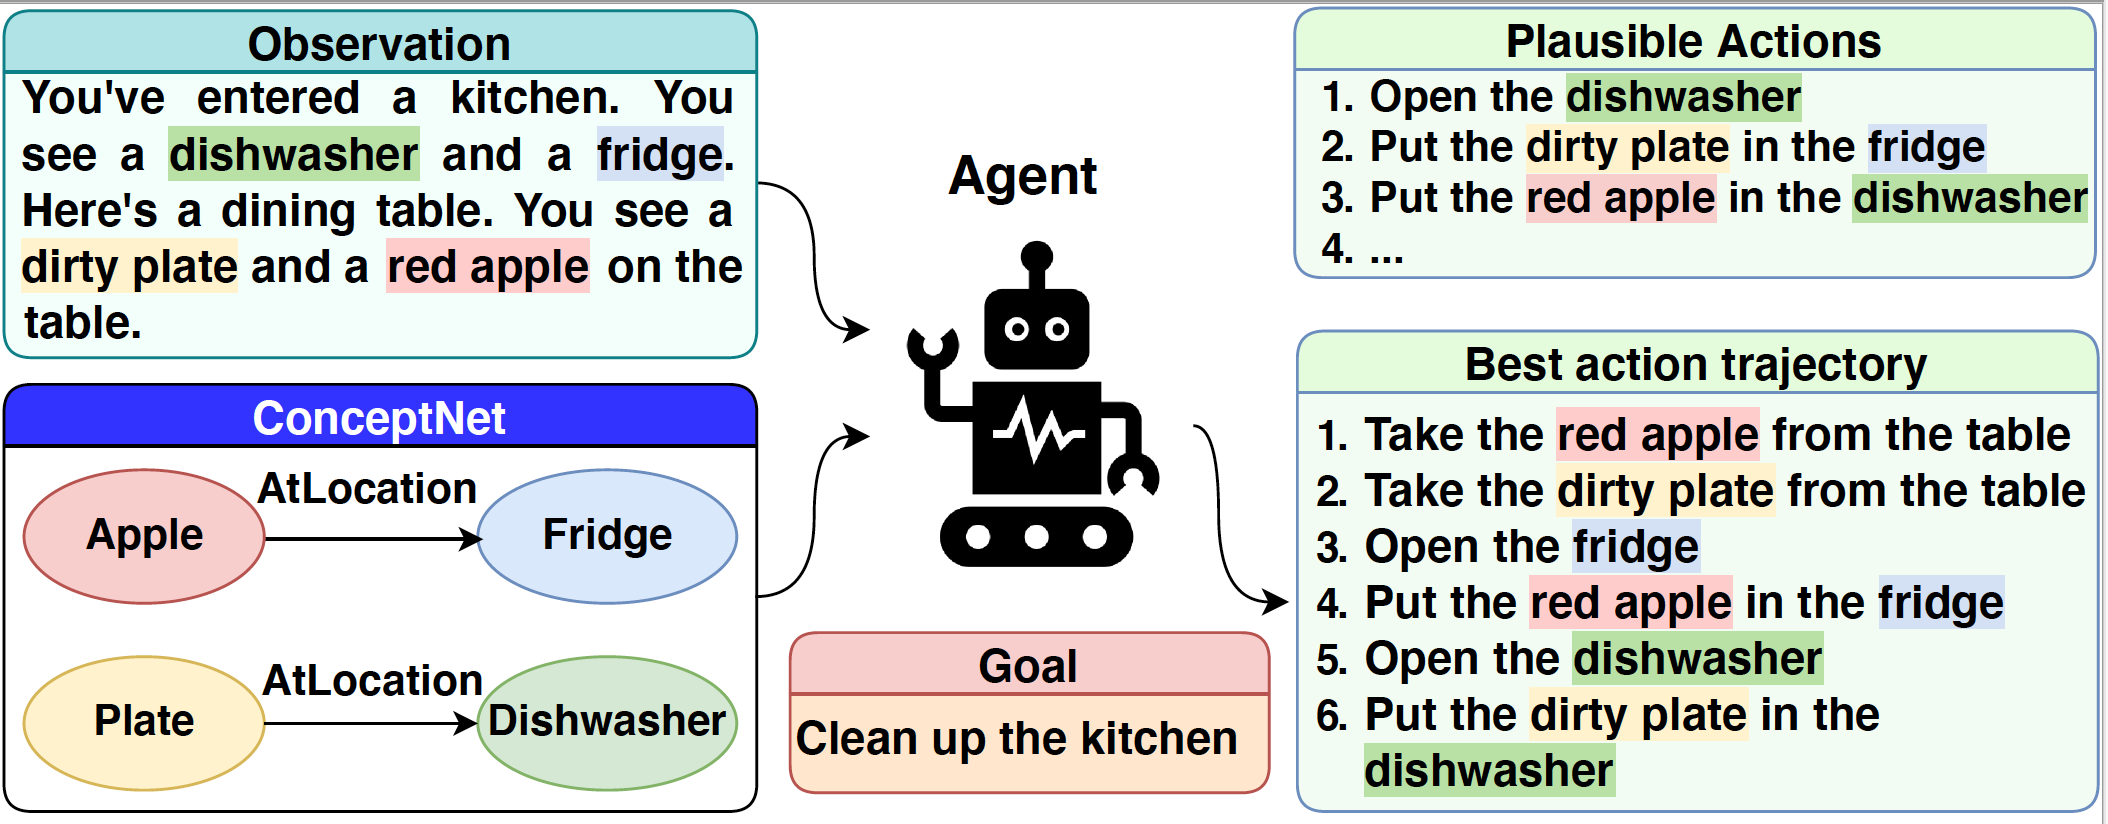 Observation
You've entered a kitchen. You
see a dishwasher and a fridge.
Here's a dining table. You see a
dirty plate and a red apple on the
table.
ConceptNet
Apple
AtLocation
Fridge
Plate
AtLocation
Dishwasher
Agent
Goal
Clean up the kitchen
Plausible Actions
1. Open the dishwasher
2. Put the dirty plate in the fridge
3. Put the red apple in the dishwasher
4. ...
Best action trajectory
1. Take the red apple from the table
2. Take the dirty plate from the table
3. Open the fridge
4. Put the red apple in the fridge
5. Open the dishwasher
6. Put the dirty plate in the
dishwasher